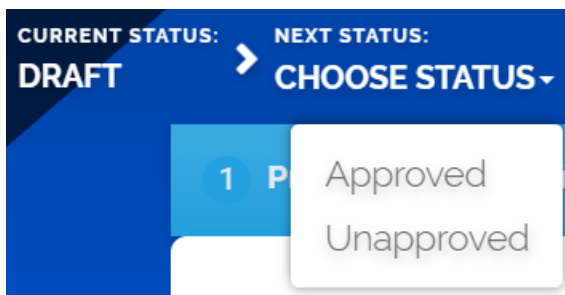 CURRENT STATUS:
DRAFT
NEXT STATUS:
CHOOSE STATUS
1
Approved
Unapproved